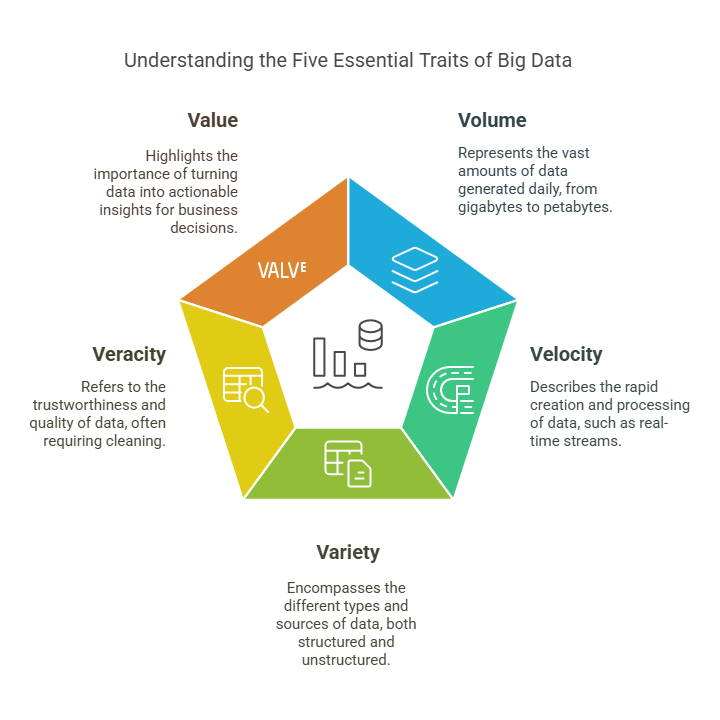 Understanding the Five Essential Traits of Big Data
Value
Highlights the
importance of turning
data into actionable
insights for business
decisions.
Volume
Represents the vast
amounts of data
generated daily, from
gigabytes to petabytes.
VALVE
Veracity
Refers to the
trustworthiness and
quality of data, often
requiring cleaning.
Velocity
Describes the rapid
creation and processing
of data, such as real-
time streams.
Variety
Encompasses the
different types and
sources of data, both
structured and
unstructured.